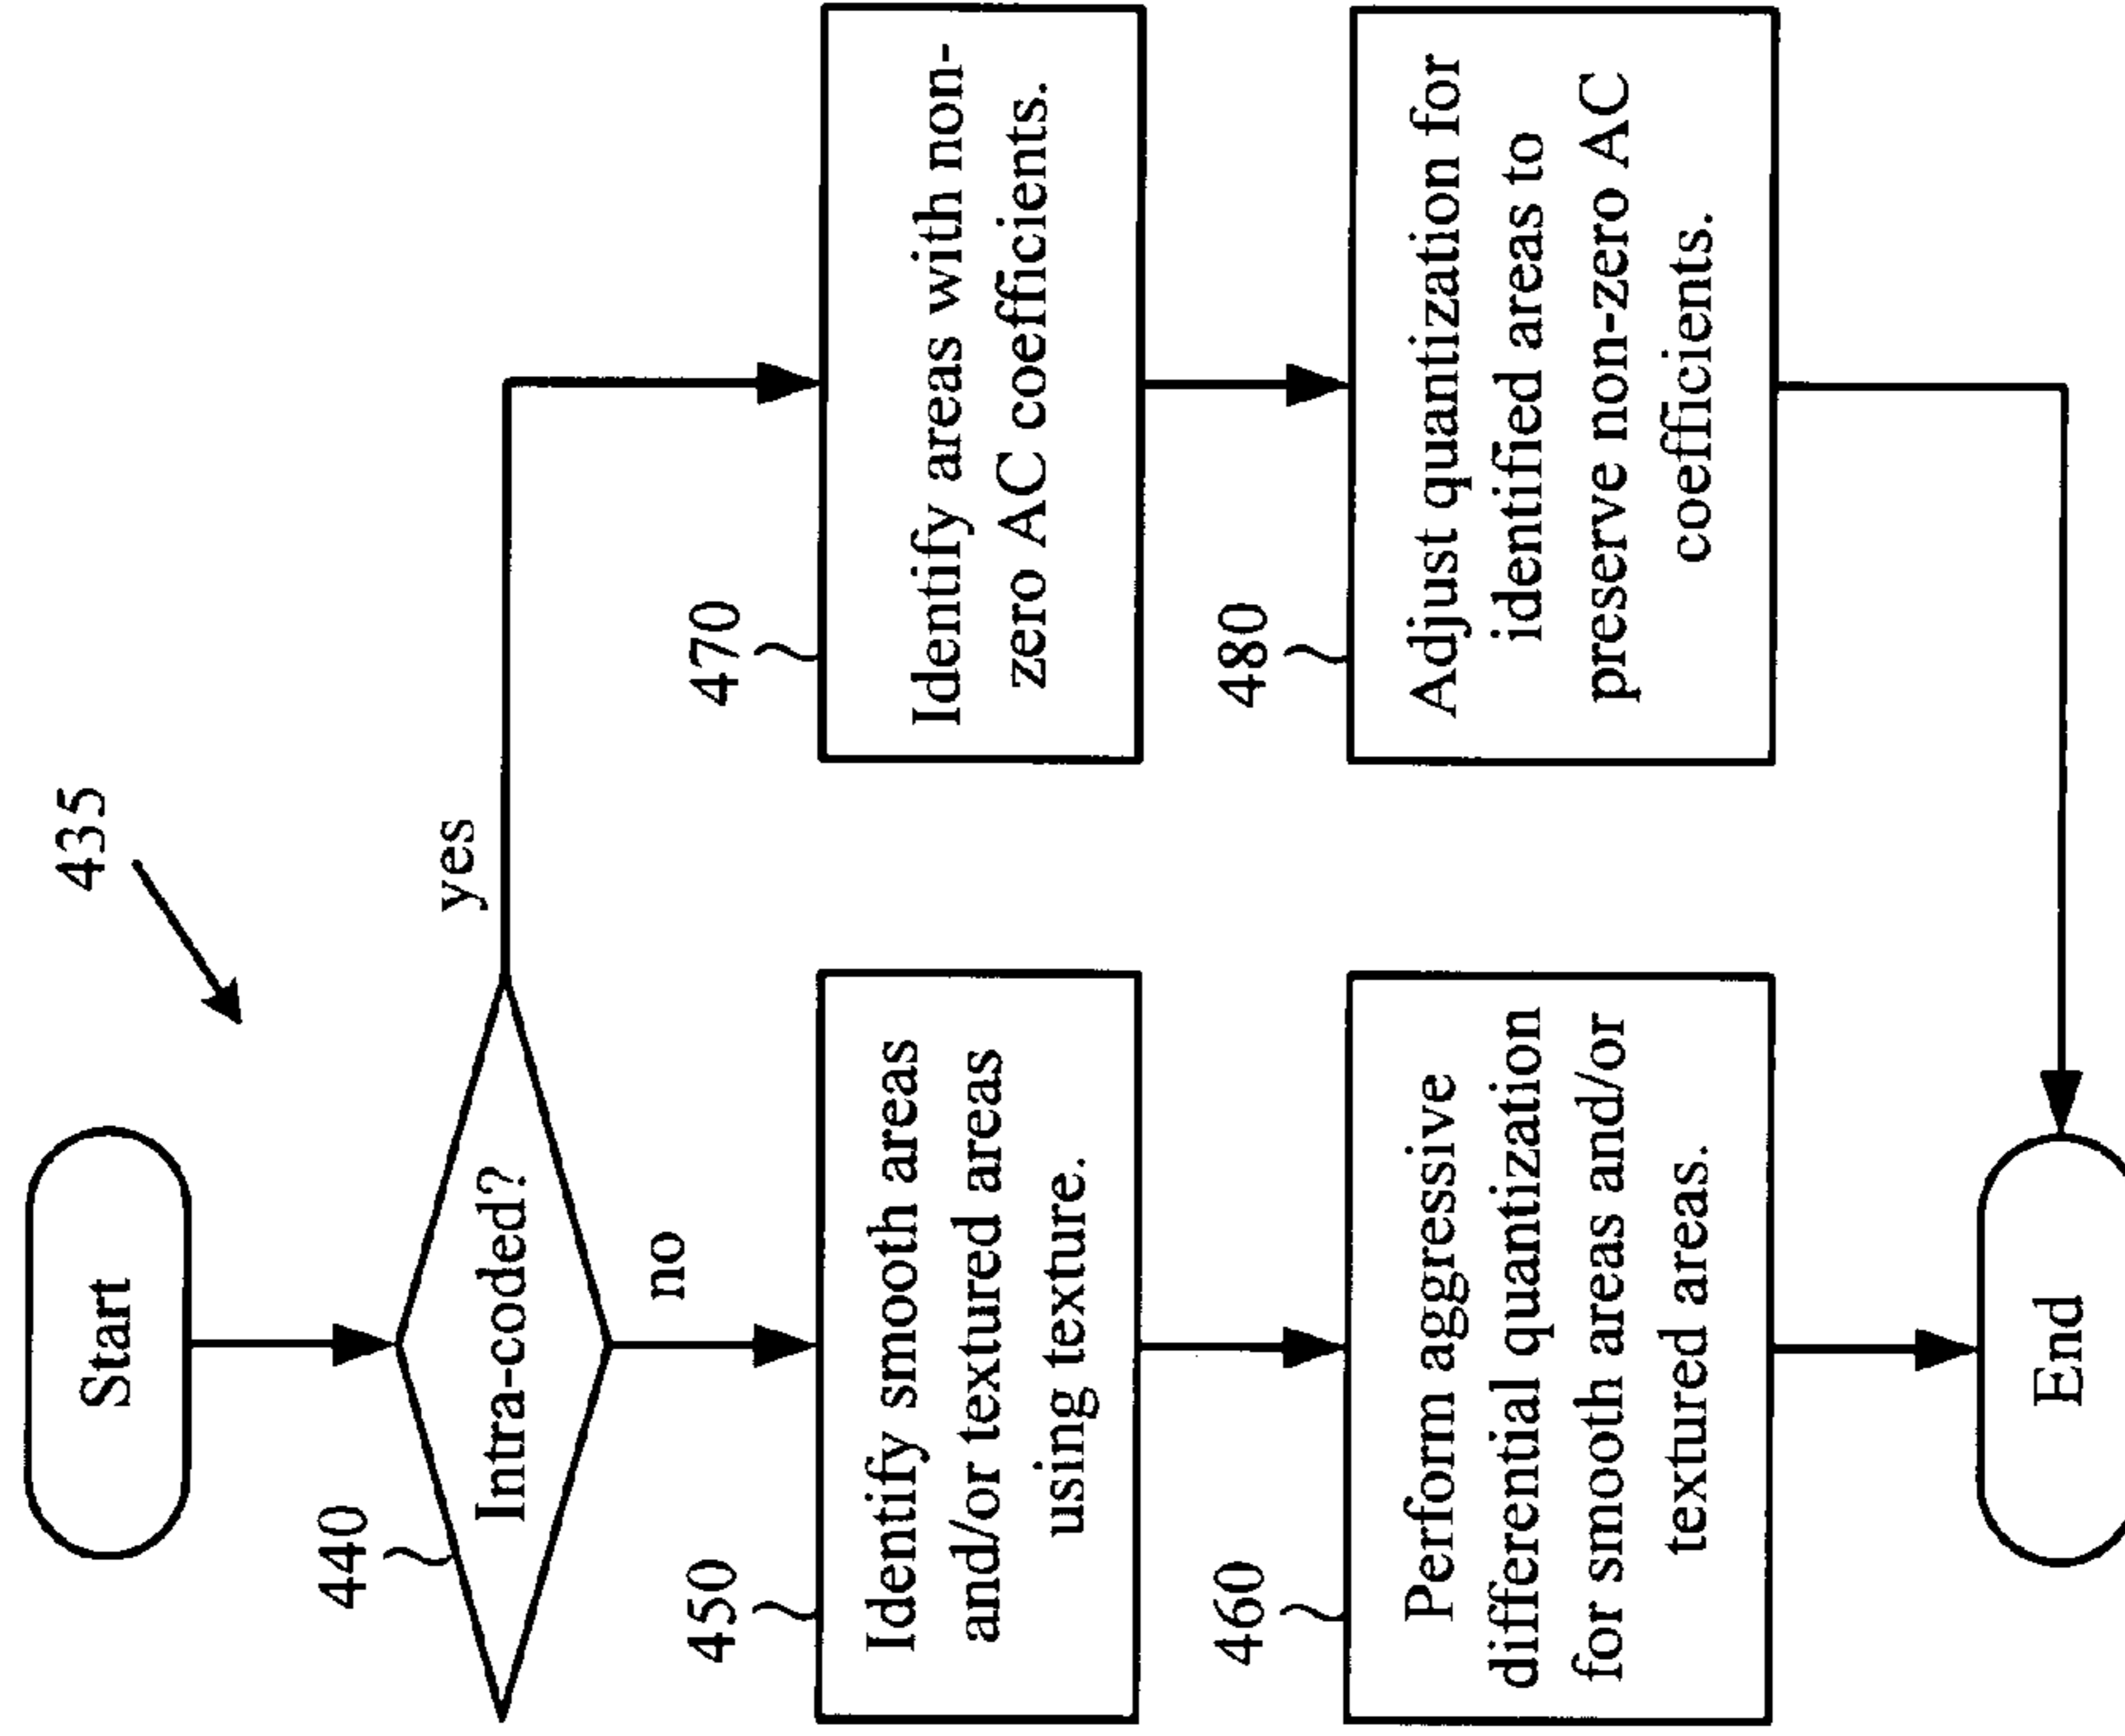 435
Start
440
Intra-coded?
yes
no
450
Identify smooth areas
and/or textured areas
using texture.
470
Identify areas with non-
zero AC coefficients.
460
Perform aggressive
differential quantization
for smooth areas and/or
textured areas.
480
Adjust quantization for
identified areas to
preserve non-zero AC
coefficients.
End